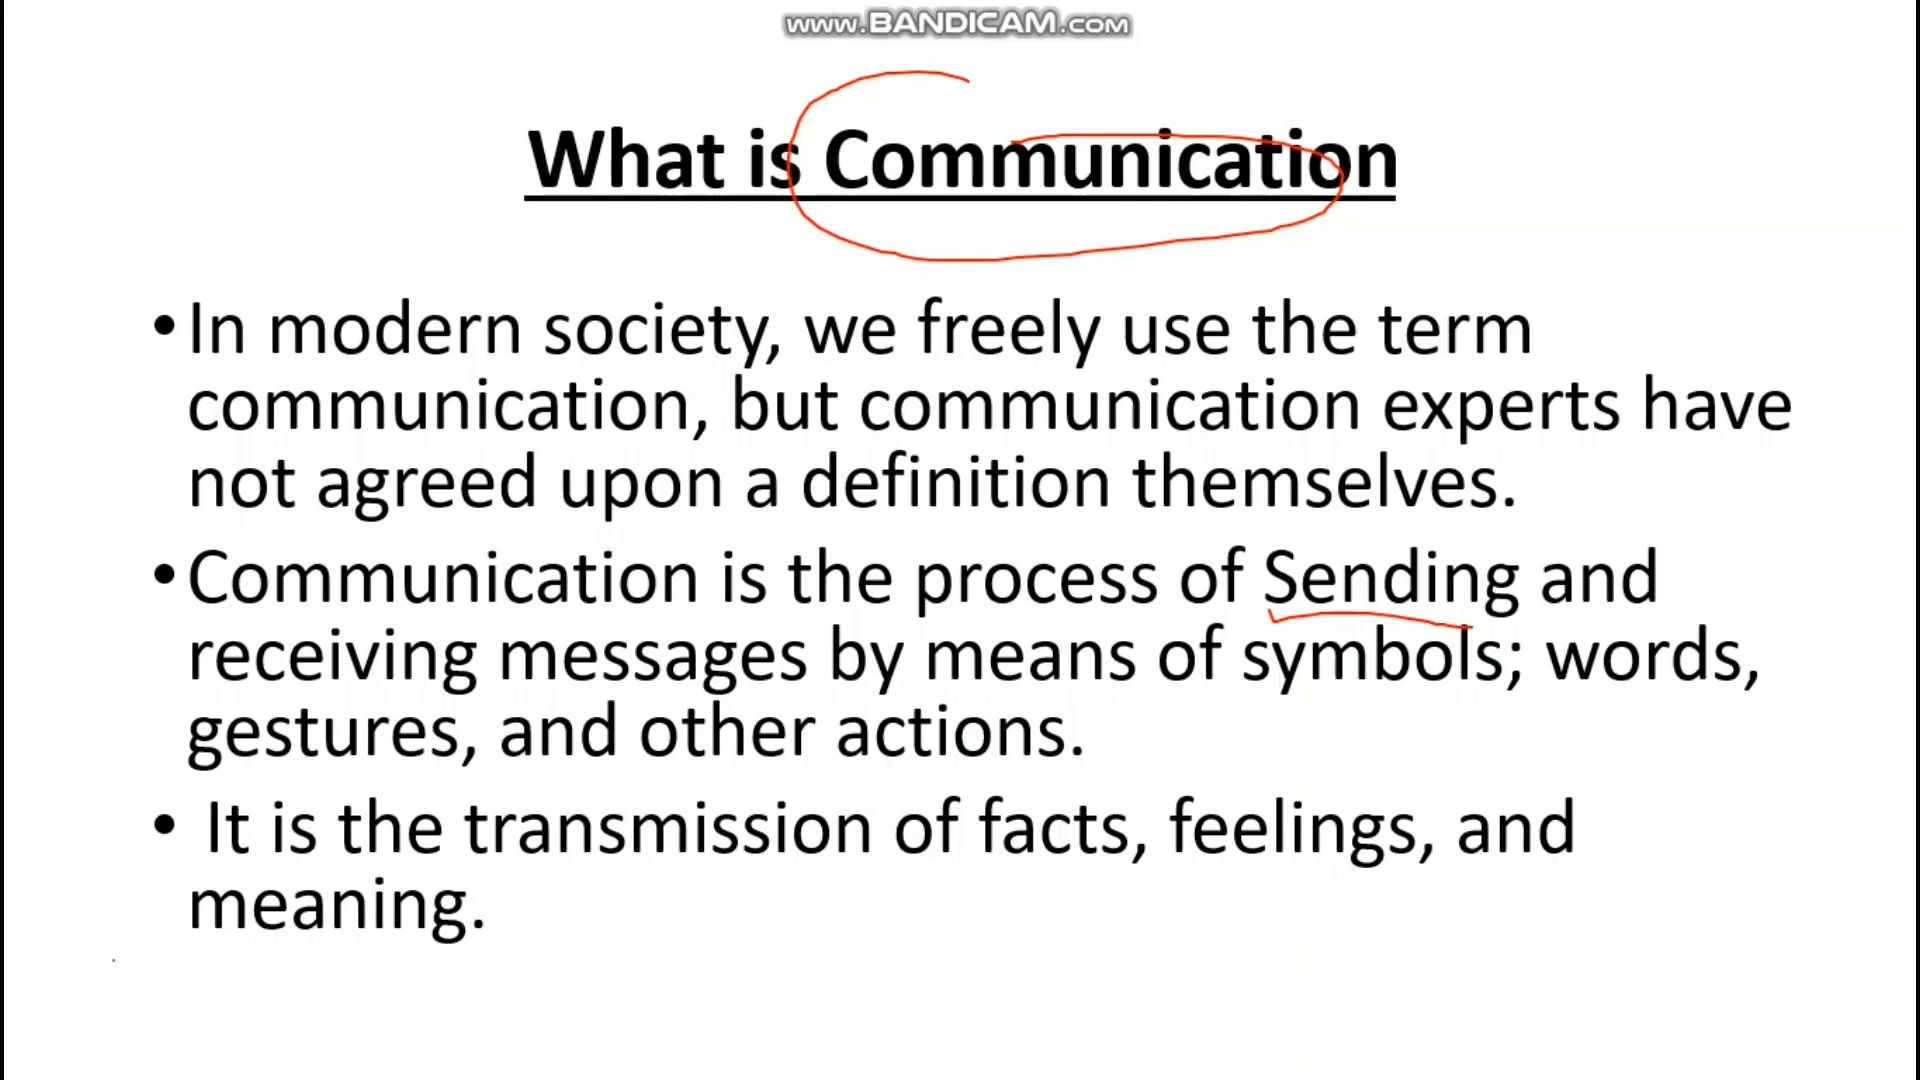 www.BANDICAM.com
What is Communication
•In modern society, we freely use the term
communication, but communication experts have
not agreed upon a definition themselves.
•Communication is the process of Sending and
receiving messages by means of symbols; words,
gestures, and other actions.
• It is the transmission of facts, feelings, and
meaning.